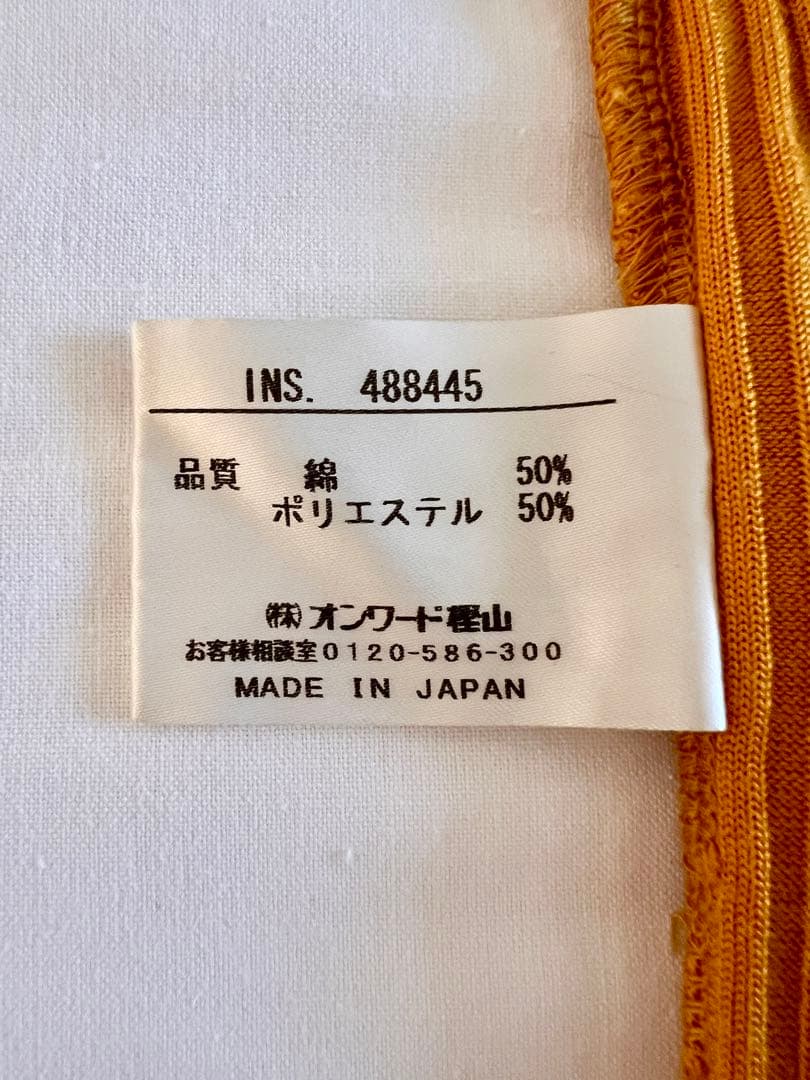 INS. 488445
品質 綿 50%
ポリエステル 50%
㈱オンワード樫山
お客様相談室0120-586-300
MADE IN JAPAN